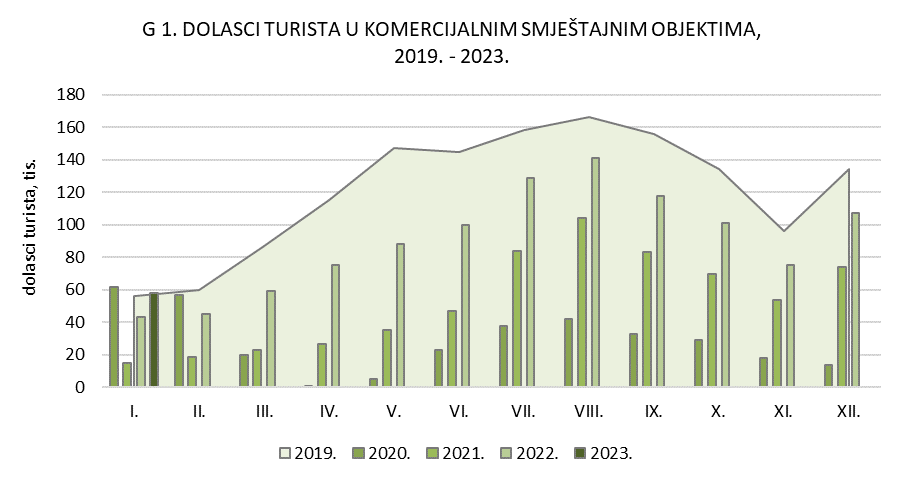 G 1. DOLASCI TURISTA U KOMERCIJALNIM SMJEŠTAJNIM OBJEKTIMA,
2019. - 2023.
dolasci turista, tis.
180
160
140
120
100
80
60
40
20
0
I. II. III. IV. V. VI. VII. VIII. IX. X. XI. XII.
2019. 2020. 2021. 2022. 2023.